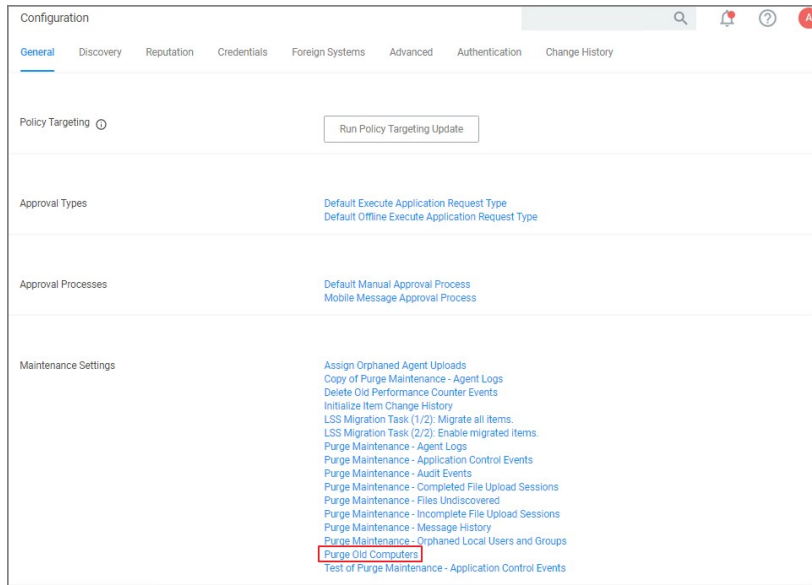 Configuration
A
General Discovery Reputation Credentials Foreign Systems Advanced Authentication Change History
Policy Targeting
Run Policy Targeting Update
Approval Types
Default Execute Application Request Type
Default Offline Execute Application Request Type
Approval Processes
Default Manual Approval Process
Mobile Message Approval Process
Maintenance Settings
Assign Orphaned Agent Uploads
Copy of Purge Maintenance - Agent Logs
Delete Old Performance Counter Events
Initialize Item Change History
LSS Migration Task (1/2): Migrate all items.
LSS Migration Task (2/2): Enable migrated items.
Purge Maintenance - Agent Logs
Purge Maintenance - Application Control Events
Purge Maintenance - Audit Events
Purge Maintenance - Completed File Upload Sessions
Purge Maintenance - Files Undiscovered
Purge Maintenance - Incomplete File Upload Sessions
Purge Maintenance - Message History
Purge Maintenance - Orphaned Local Users and Groups
Purge Old Computers
Test of Purge Maintenance - Application Control Events